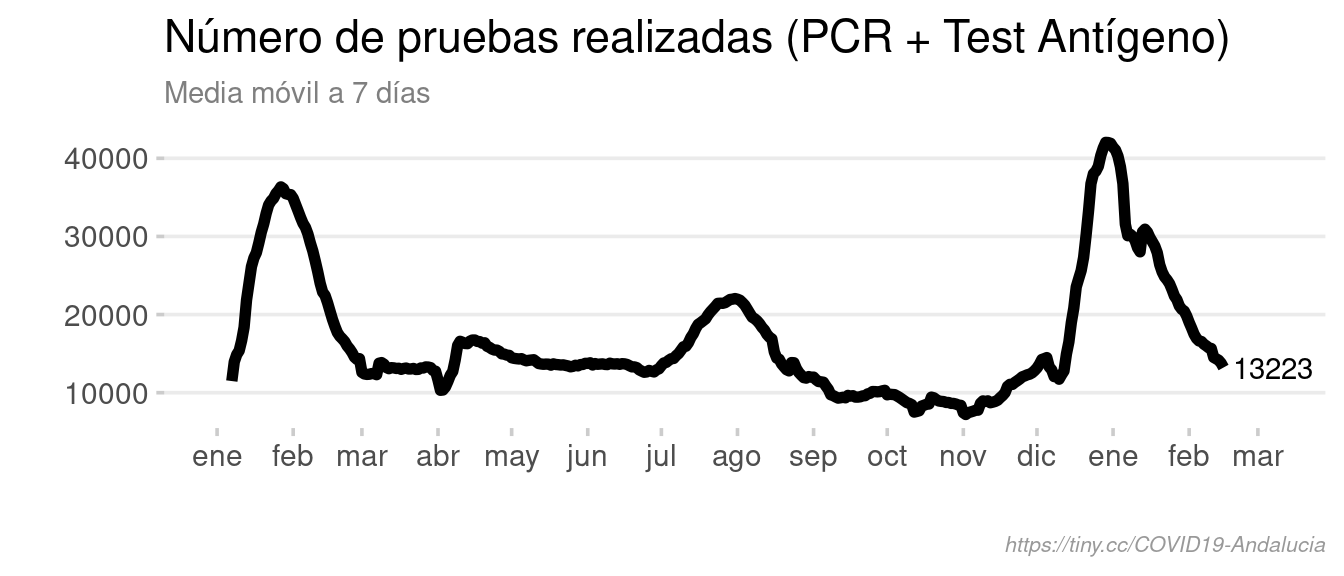 Número de pruebas realizadas (PCR + Test Antígeno)
Media móvil a 7 días
40000
30000
20000
10000
13223
ene feb mar abr may jun jul ago sep oct nov dic ene feb mar
https://tiny.cc/COVID19-Andalucia